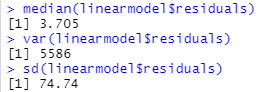 > median(linearmodel$residuals)
[1] 3.705
> var(linearmodel$residuals)
[1] 5586
> sd(linearmodel$residuals)
[1] 74.74